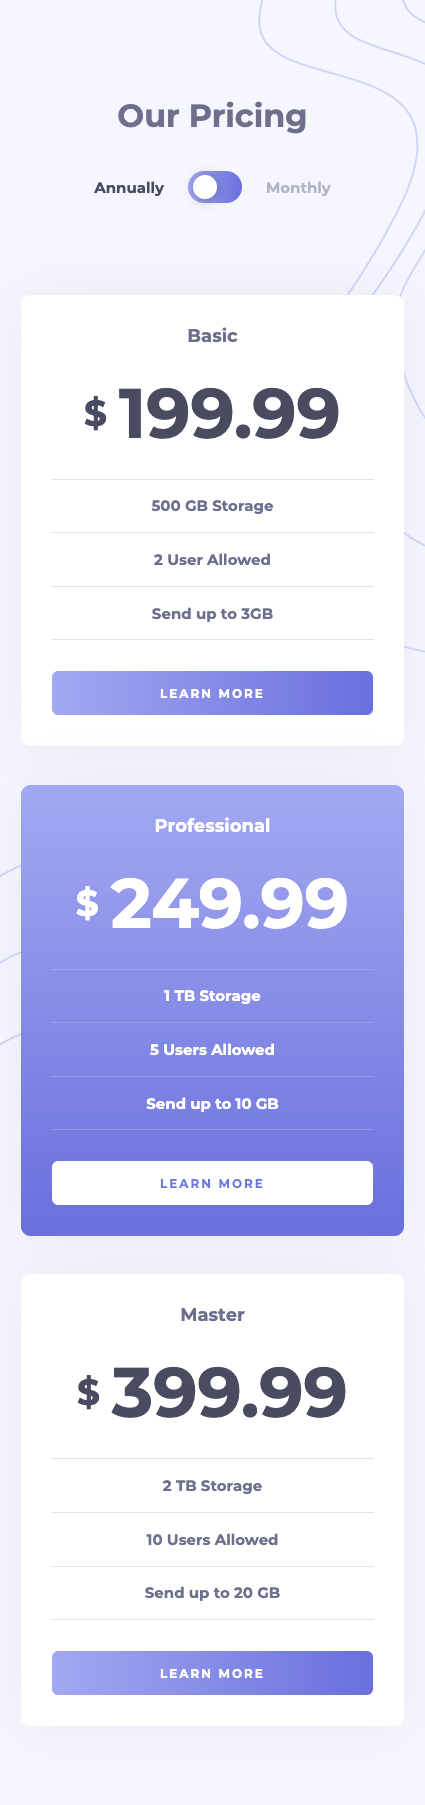 Our Pricing
Annually Monthly
Basic
$ 199.99
500 GB Storage
2 User Allowed
Send up to 3GB
LEARN MORE
Professional
$ 249.99
1 TB Storage
5 Users Allowed
Send up to 10 GB
LEARN MORE
Master
$ 399.99
2 TB Storage
10 Users Allowed
Send up to 20 GB
LEARN MORE